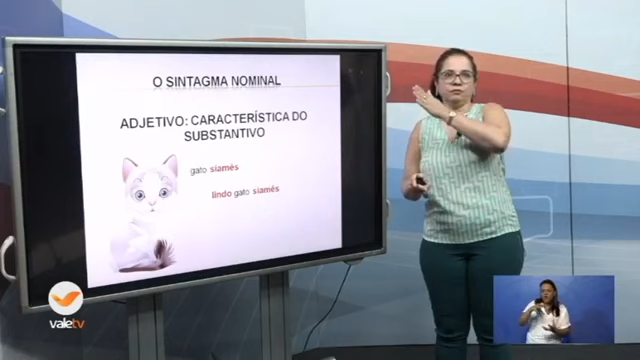 O SINTAGMA NOMINAL
ADJETIVO: CARACTERÍSTICA DO
SUBSTANTIVO
gato siamês
lindo gato siamês
valetv